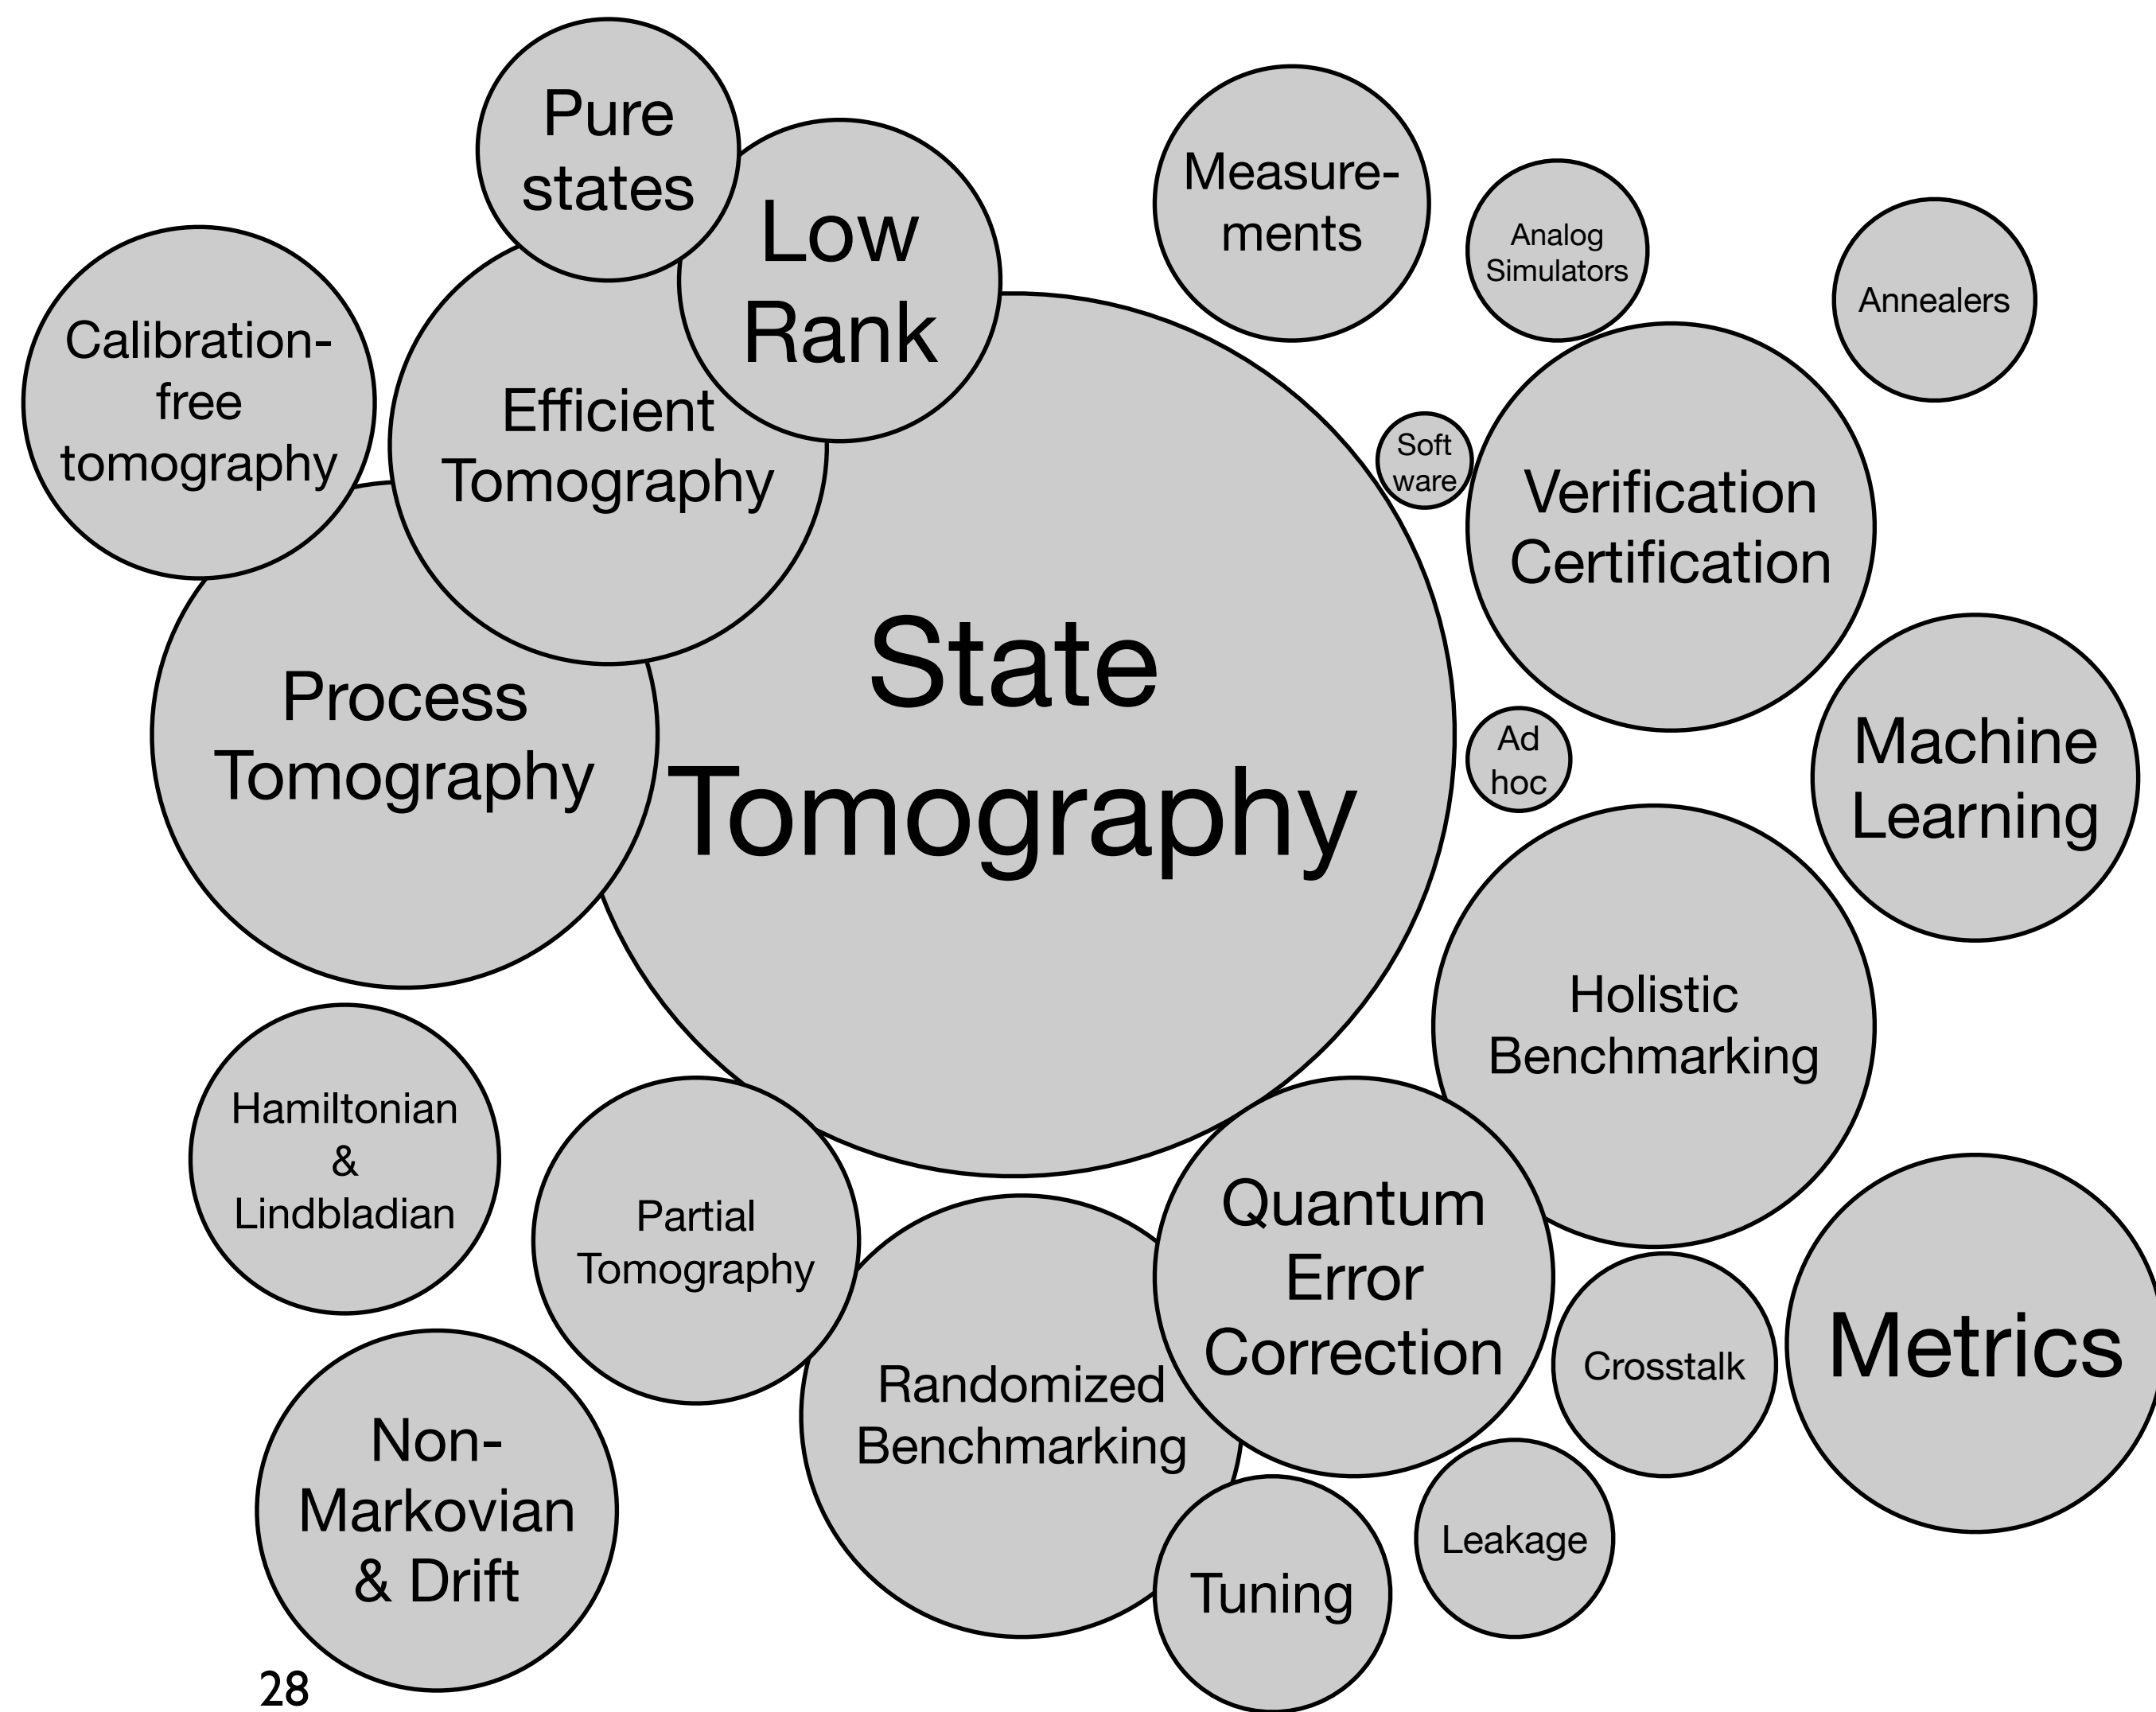 Pure
states
Low
Rank
Measure-
ments
Analog
Simulators
Annealers
Calibration-
free
tomography
Efficient
Tomography
Soft
ware
Verification
Certification
State
Tomography
Process
Tomography
Ad
hoc
Machine
Learning
Holistic
Benchmarking
Hamiltonian
&
Lindbladian
Partial
Tomography
Quantum
Error
Correction
Randomized
Benchmarking
Crosstalk
Metrics
Non-
Markovian
& Drift
Tuning
Leakage
28